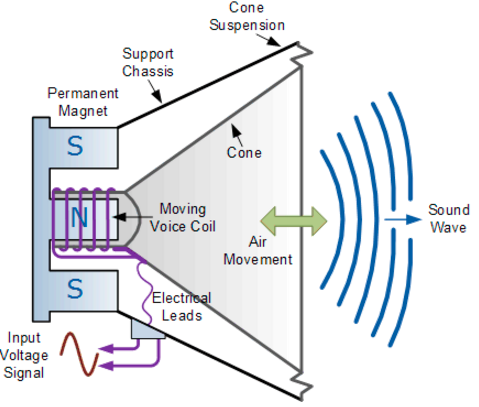 Cone
Suspension
Support
Chassis
Permanent
Magnet
S
Cone
N
Moving
Voice Coil
Sound
Wave
Air
Movement
S
Electrical
Leads
Input
Voltage
Signal